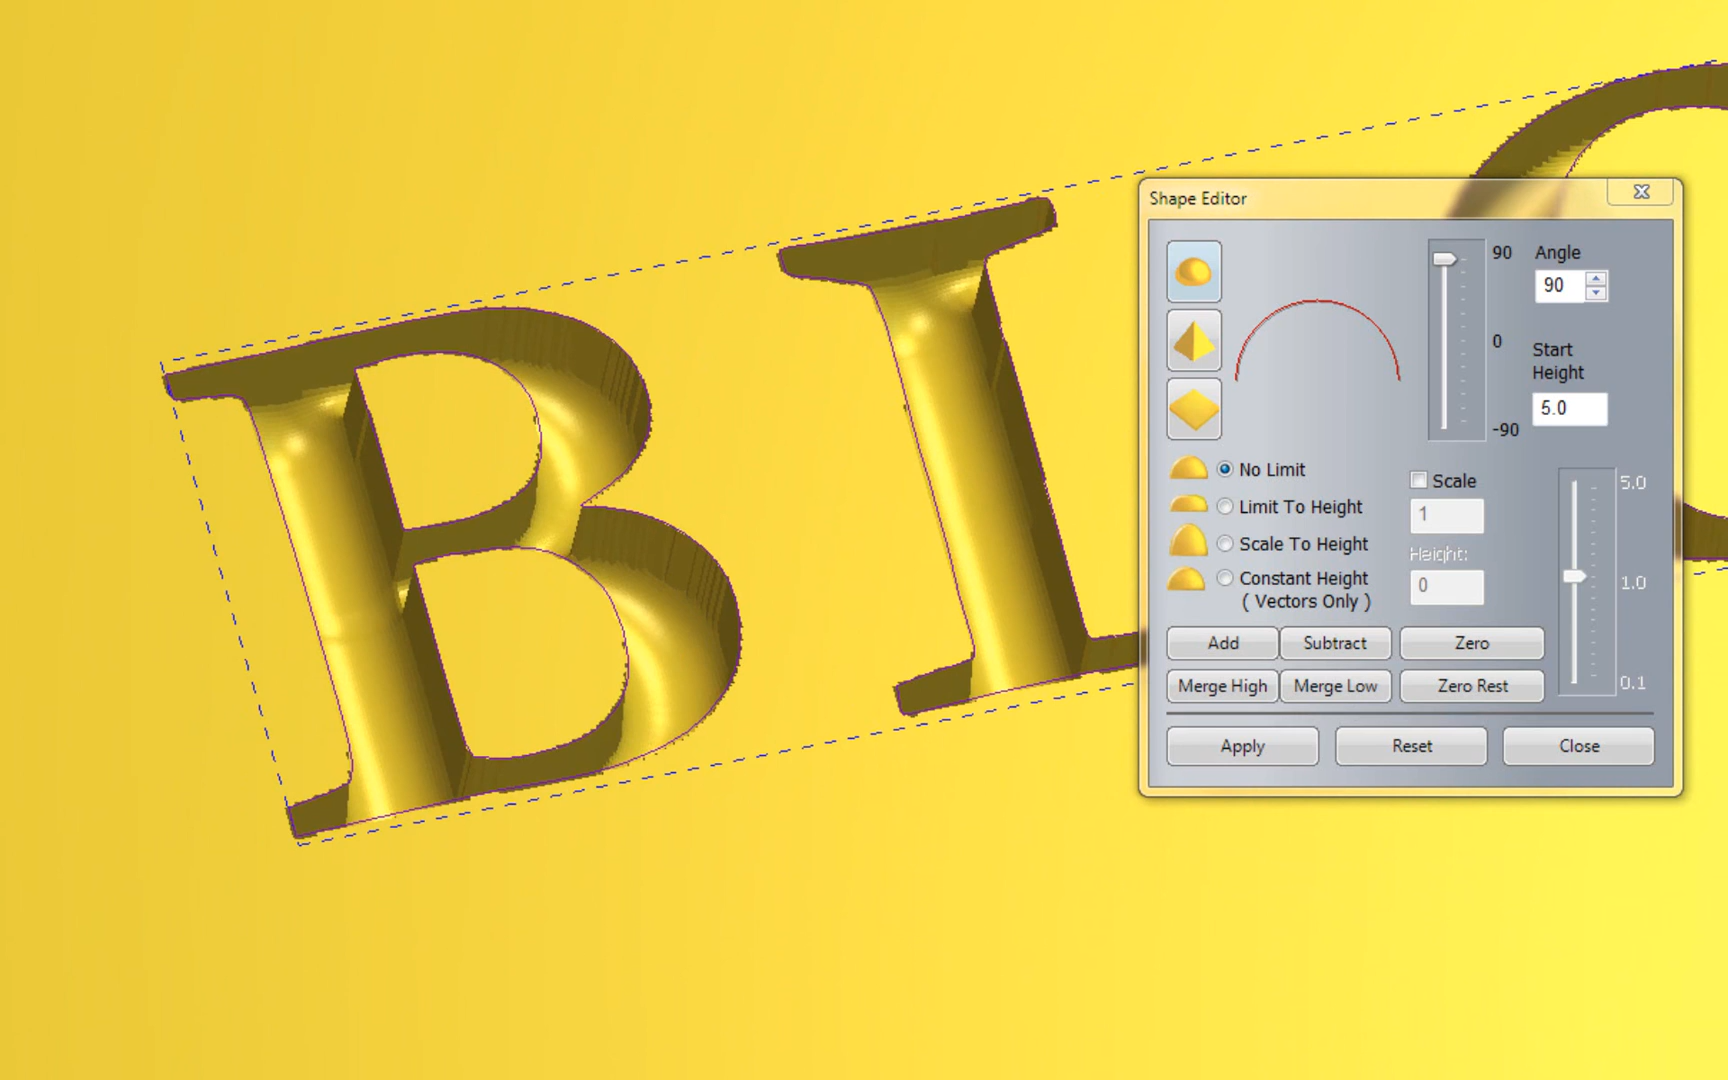 B L
Shape Editor
90 Angle
90
0
Start
Height
5.0
-90
No Limit
Limit To Height
Scale To Height
Constant Height
( Vectors Only )
Scale
1
Height:
0
5.0
1.0
0.1
Add Subtract Zero
Merge High Merge Low Zero Rest
Apply Reset Close